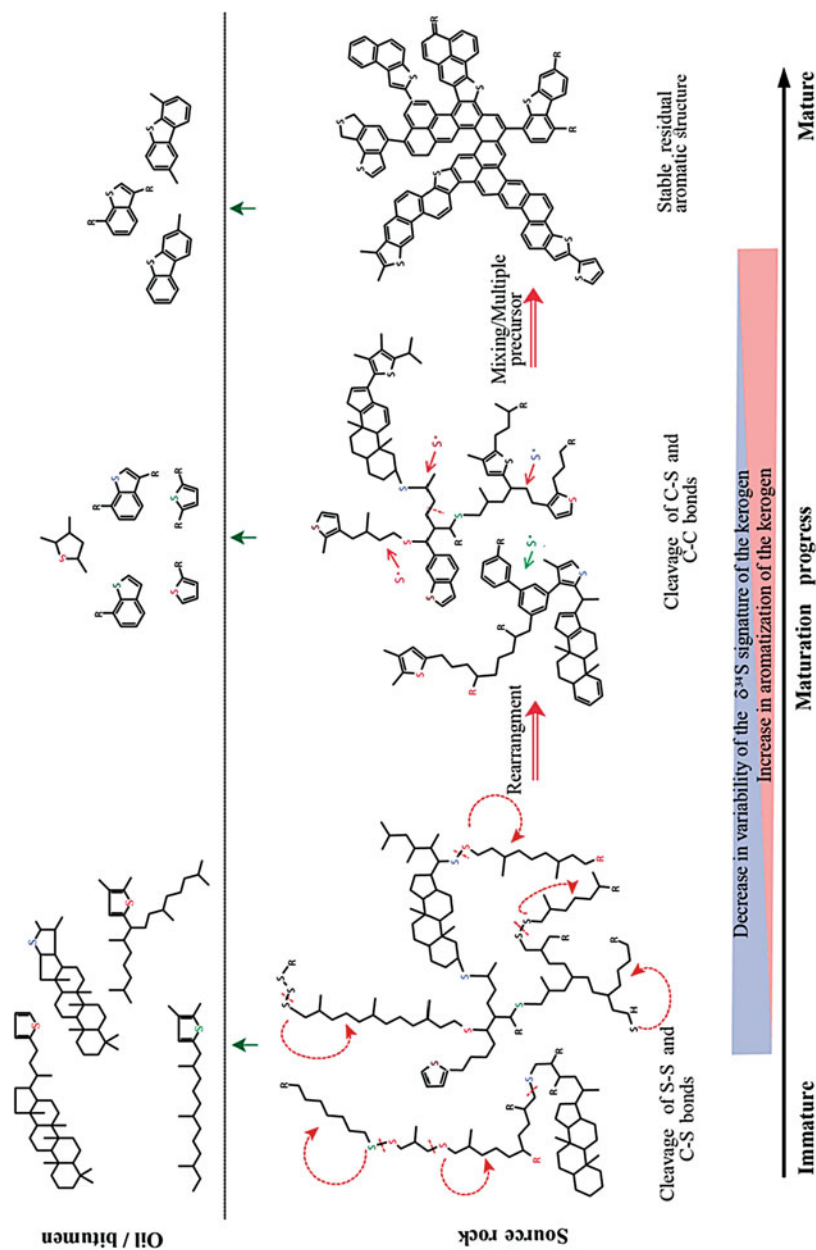 Oil / bitumen
Source rock
Cleavage of S-S and
C-S bonds
Rearrangment
Cleavage of C-S and
C-C bonds
Mixing/Multiple
precursor
Stable residual
aromatic structure
Decrease in variability of the δ³⁴S signature of the kerogen
Increase in aromatization of the kerogen
Immature
Maturation progress
Mature